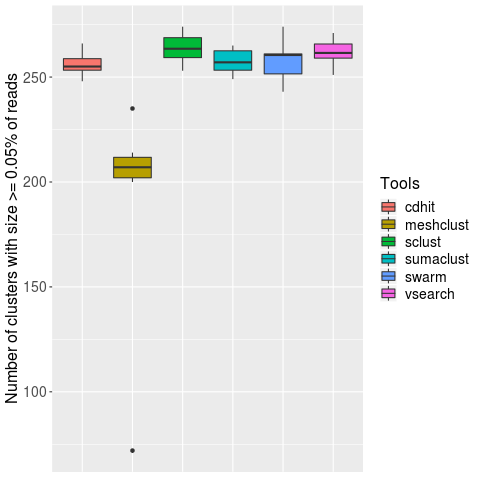 Number of clusters with size >= 0.05% of reads
250
200
150
100
Tools
cdhit
meshclust
sclust
sumaclust
swarm
vsearch